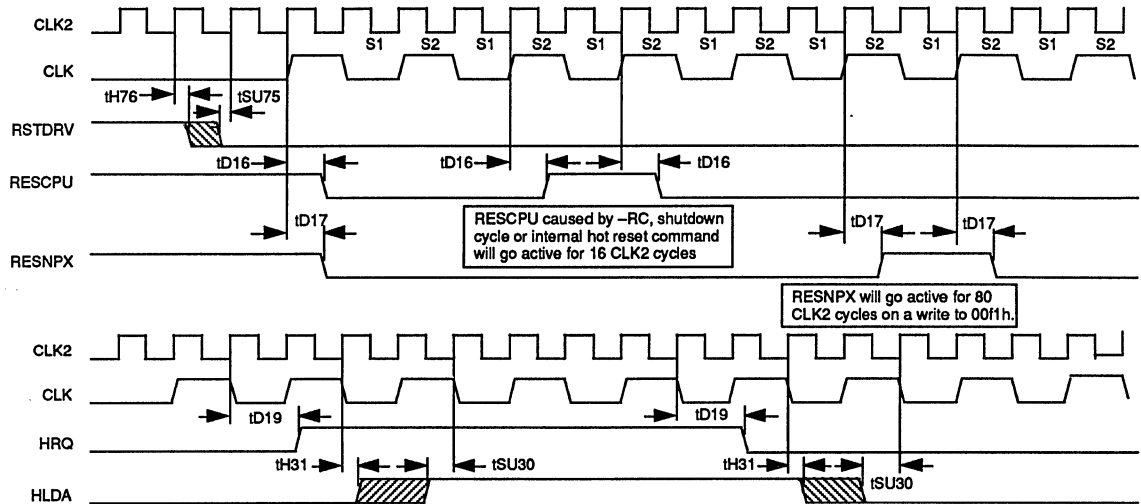 CLK2
S1 S2 S1 S2 S1 S2 S1 S2 S1 S2 S1 S2 S1 S2
CLK
tH76 tSU75
RSTDRV
tD16 tD16 tD16
RESCPU
tD17 RESCPU caused by –RC, shutdown
cycle or internal hot reset command
will go active for 16 CLK2 cycles
tD17 tD17
RESNPX
RESNPX will go active for 80
CLK2 cycles on a write to 00f1h.
CLK2
CLK
tD19 tD19
HRQ
tH31 tSU30 tH31 tSU30
HLDA